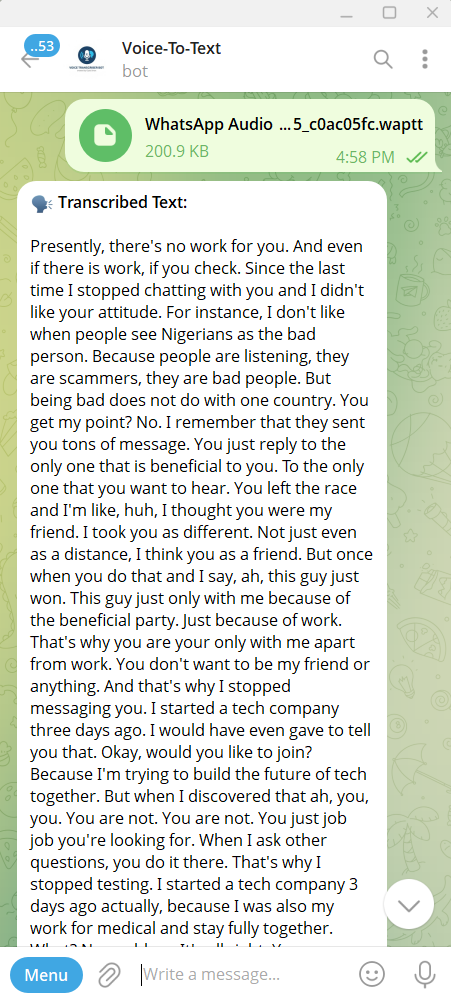 ..53
Voice-To-Text
bot
WhatsApp Audio ...5_c0ac05fc.waptt
200.9 KB
4:58 PM
Transcribed Text:
Presently, there's no work for you. And even
if there is work, if you check. Since the last
time I stopped chatting with you and I didn't
like your attitude. For instance, I don't like
when people see Nigerians as the bad
person. Because people are listening, they
are scammers, they are bad people. But
being bad does not do with one country. You
get my point? No. I remember that they sent
you tons of message. You just reply to the
only one that is beneficial to you. To the only
one that you want to hear. You left the race
and I'm like, huh, I thought you were my
friend. I took you as different. Not just even
as a distance, I think you as a friend. But once
when you do that and I say, ah, this guy just
won. This guy just only with me because of
the beneficial party. Just because of work.
That's why you are your only with me apart
from work. You don't want to be my friend or
anything. And that's why I stopped
messaging you. I started a tech company
three days ago. I would have even gave to tell
you that. Okay, would you like to join?
Because I'm trying to build the future of tech
together. But when I discovered that ah, you,
you. You are not. You are not. You just job
job you're looking for. When I ask other
questions, you do it there. That's why I
stopped testing. I started a tech company 3
days ago actually, because I was also my
work for medical and stay fully together.
Menu
Write a message...